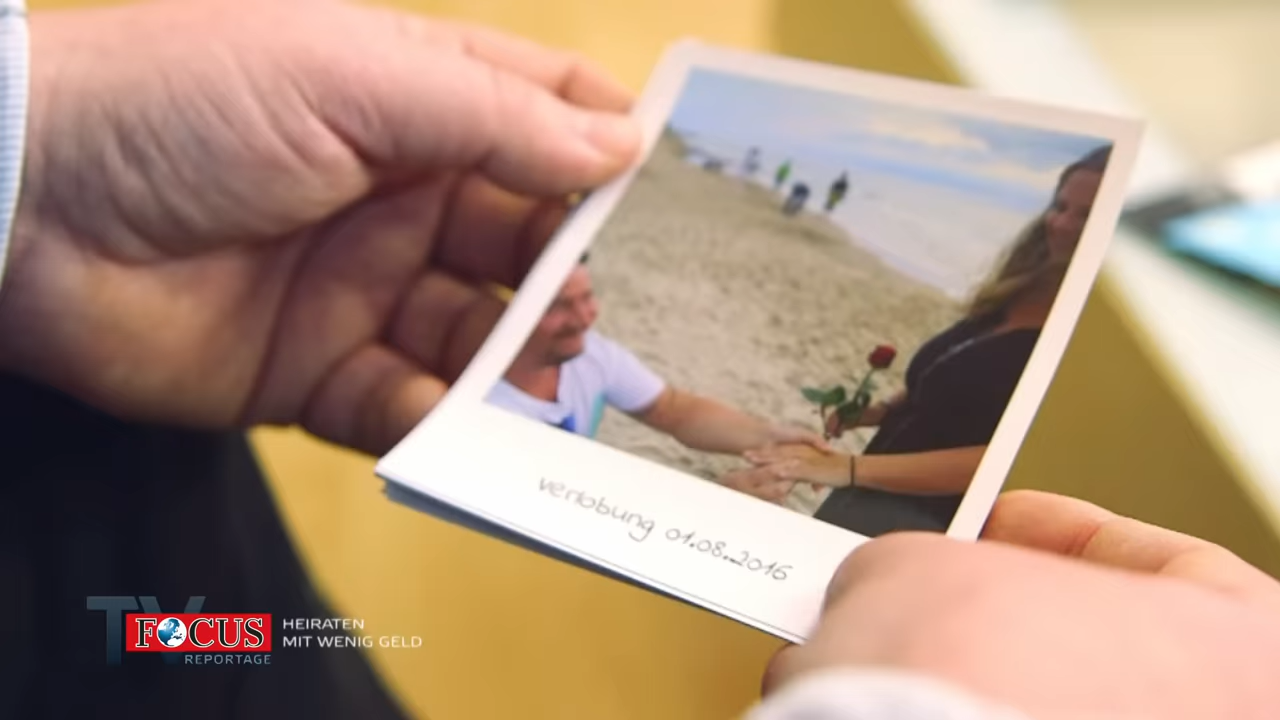 verlobung 01.08.2016
TV
FOCUS
REPORTAGE
HEIRATEN
MIT WENIG GELD